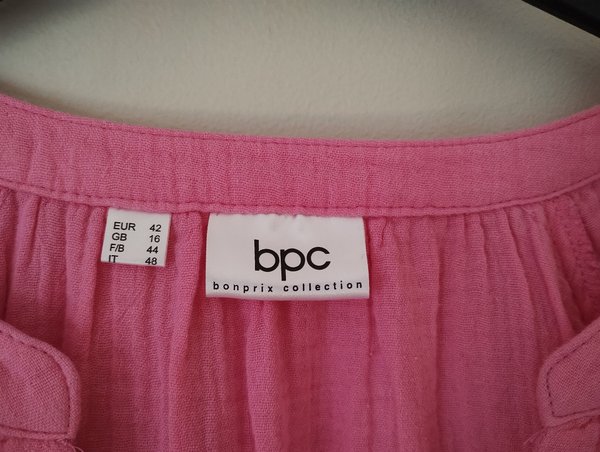 EUR 42
GB 16
F/B 44
IT 48
bpc
bonprix collection